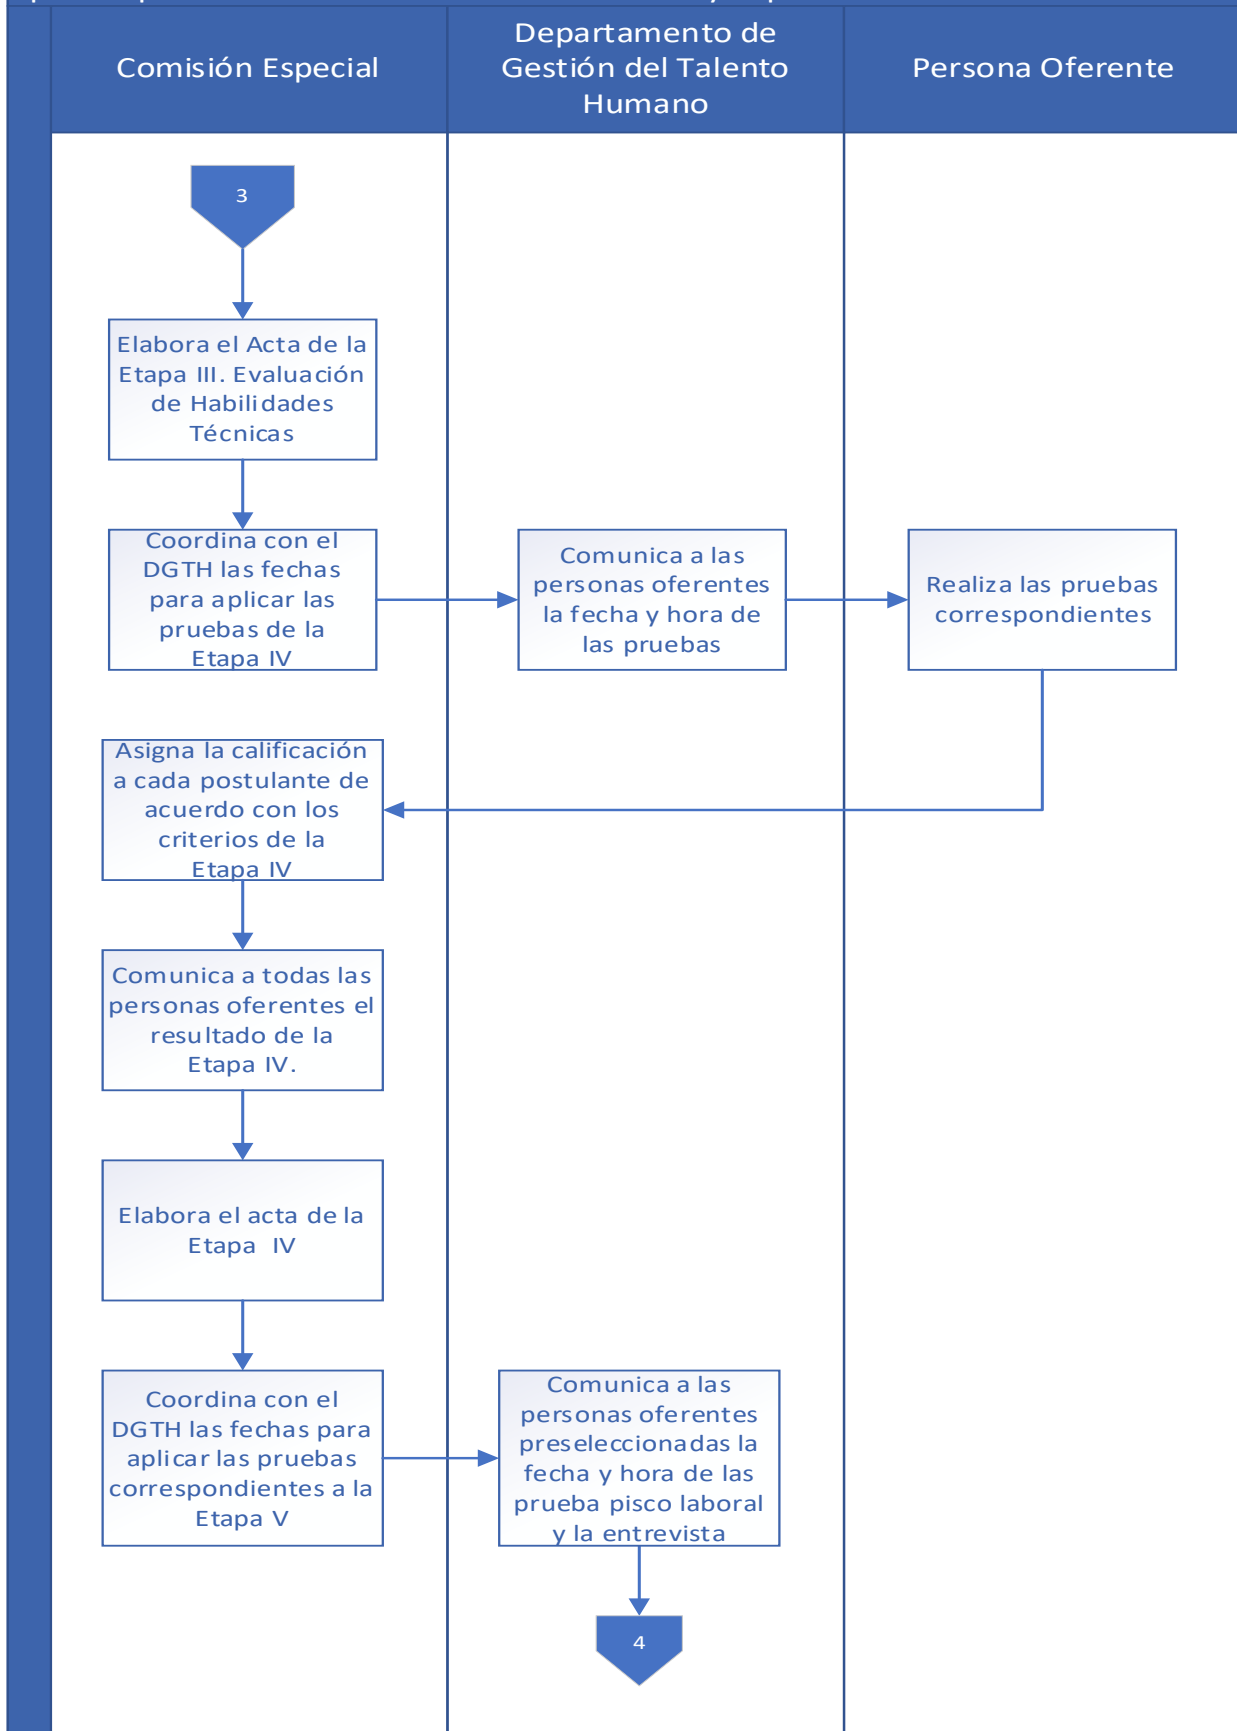 Comisión Especial
Departamento de
Gestión del Talento
Humano
Persona Oferente
3
Elabora el Acta de la
Etapa III. Evaluación
de Habilidades
Técnicas
Coordina con el
DGTH las fechas
para aplicar las
pruebas de la
Etapa IV
Comunica a las
personas oferentes
la fecha y hora de
las pruebas
Realiza las pruebas
correspondientes
Asigna la calificación
a cada postulante de
acuerdo con los
criterios de la
Etapa IV
Comunica a todas las
personas oferentes el
resultado de la
Etapa IV.
Elabora el acta de la
Etapa IV
Coordina con el
DGTH las fechas para
aplicar las pruebas
correspondientes a la
Etapa V
Comunica a las
personas oferentes
preseleccionadas la
fecha y hora de las
prueba pisco laboral
y la entrevista
4